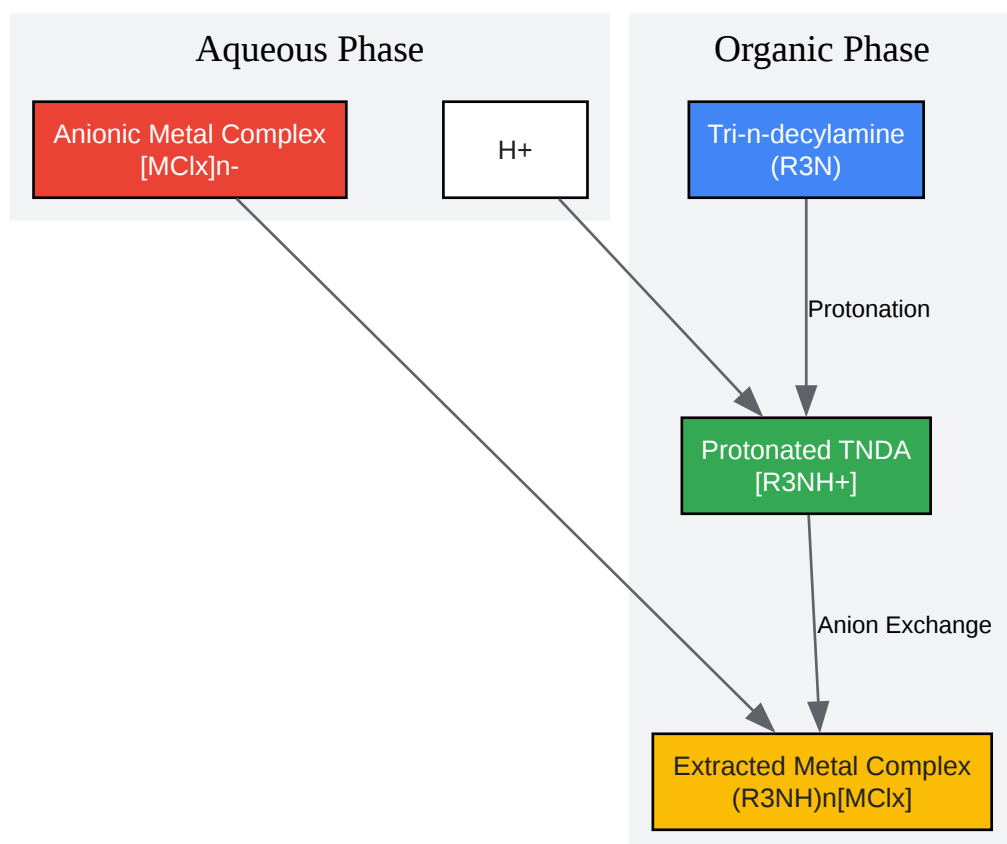 Aqueous Phase
Organic Phase
Anionic Metal Complex
[MClx]n-
H+
Tri-n-decylamine
(R3N)
Protonation
Protonated TNDA
[R3NH+]
Anion Exchange
Extracted Metal Complex
(R3NH)n[MClx]